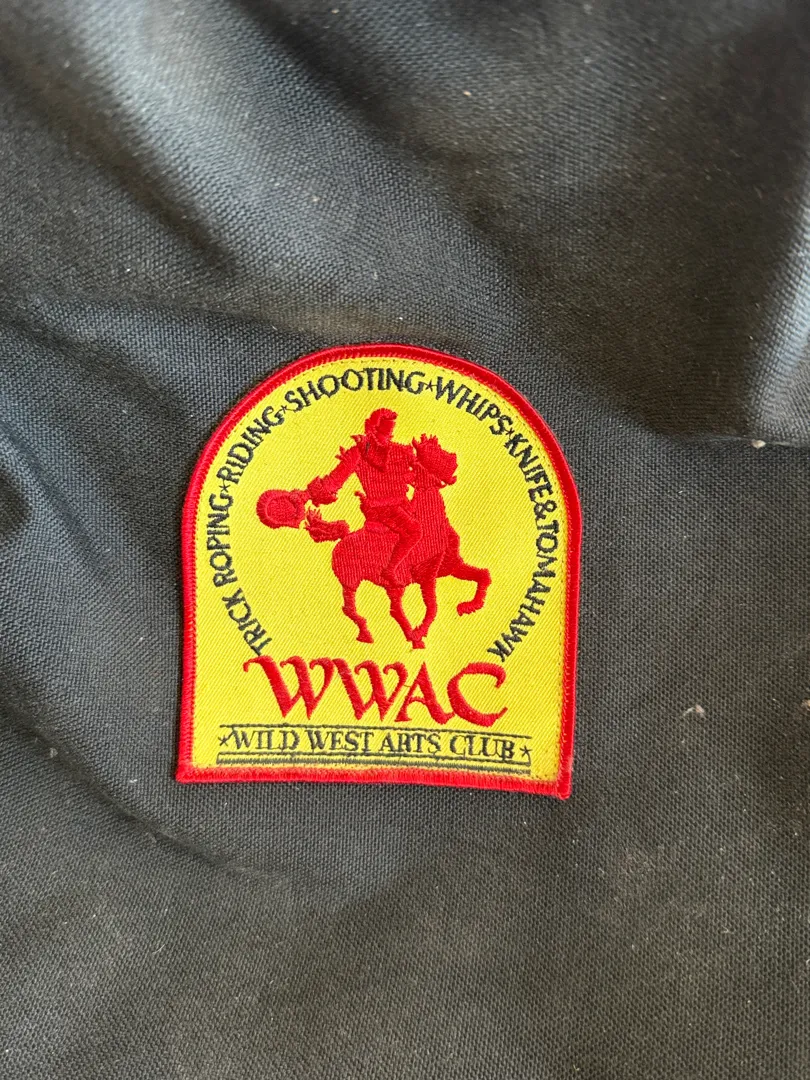 TRICK ROPING★RIDING★SHOOTING★WHIPS★KNIFE&TOMAHAWK
WWAC
★WILD WEST ARTS CLUB★